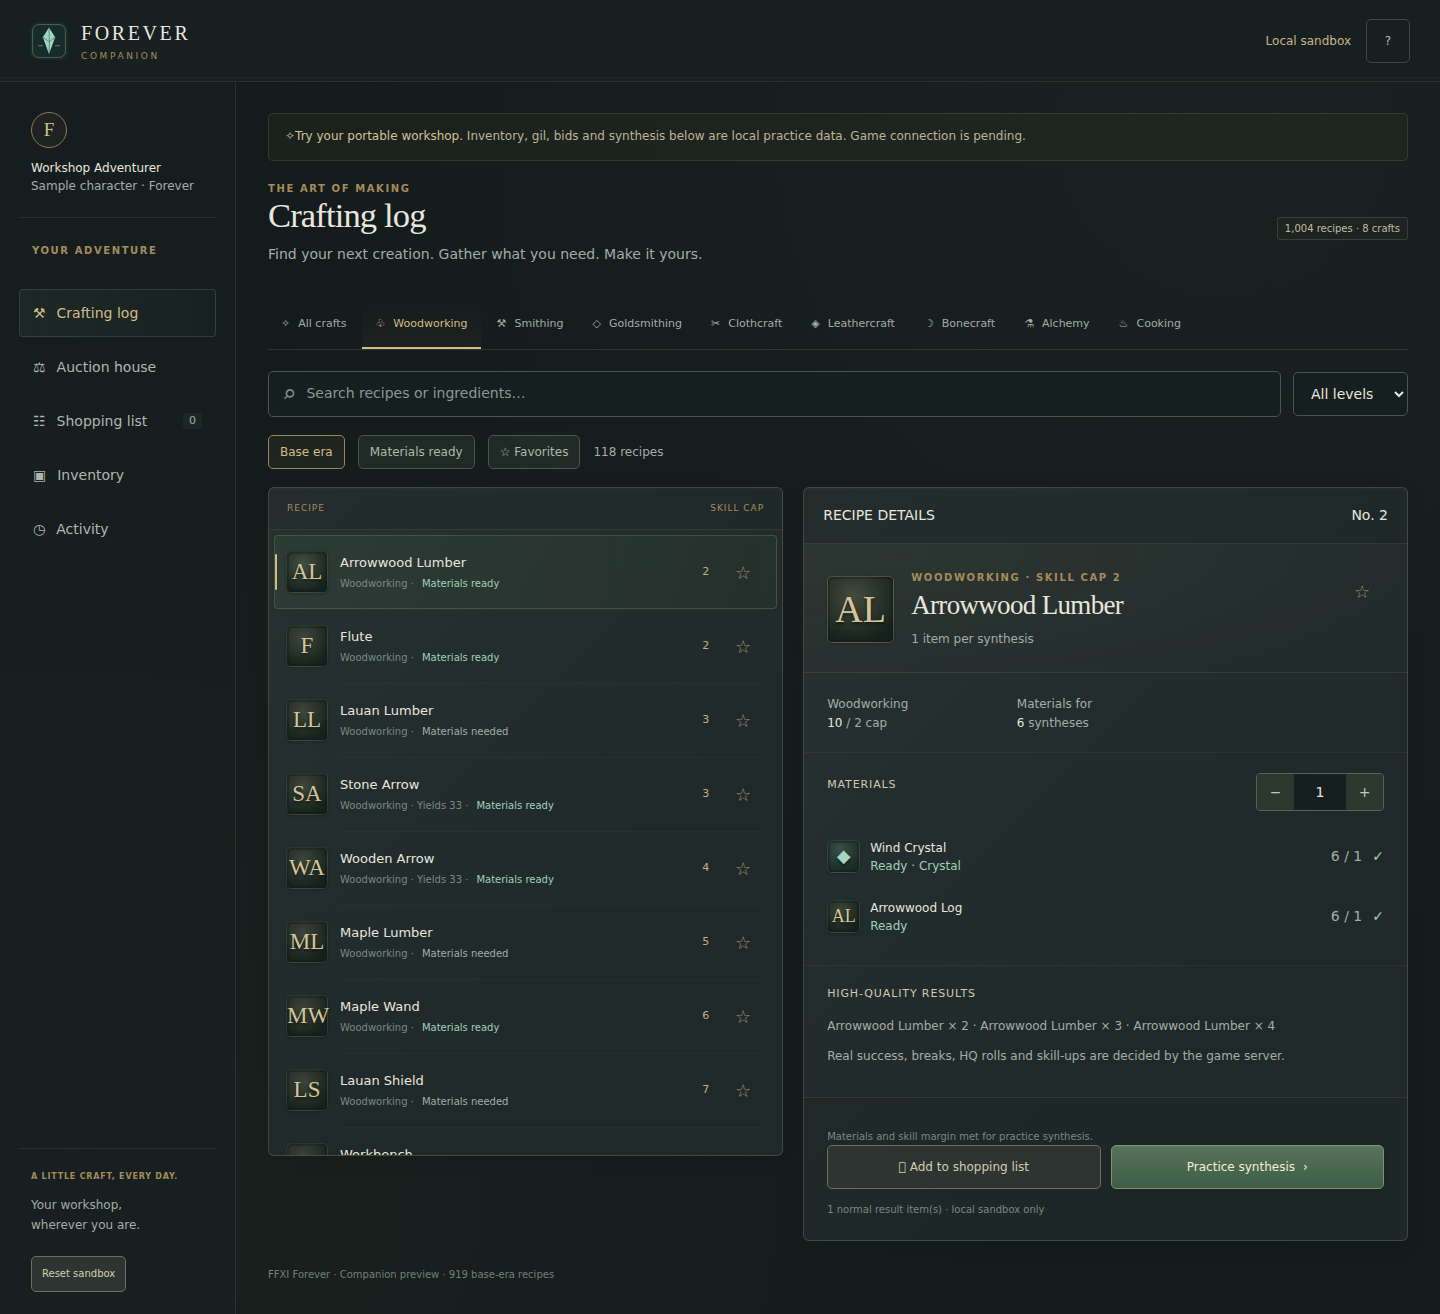 FOREVER
COMPANION
Local sandbox
?
F
Workshop Adventurer
Sample character · Forever
YOUR ADVENTURE
⚒ Crafting log
⚖ Auction house
☷ Shopping list 0
▣ Inventory
◷ Activity
A LITTLE CRAFT, EVERY DAY.
Your workshop,
wherever you are.
Reset sandbox
✧Try your portable workshop. Inventory, gil, bids and synthesis below are local practice data. Game connection is pending.
THE ART OF MAKING
Crafting log
Find your next creation. Gather what you need. Make it yours.
1,004 recipes · 8 crafts
✧ All crafts ♧ Woodworking ⚒ Smithing ◇ Goldsmithing ✂ Clothcraft ◈ Leathercraft ☽ Bonecraft ⚗ Alchemy ♨ Cooking
⌕ Search recipes or ingredients…
All levels
Base era
Materials ready
☆ Favorites
118 recipes
RECIPE SKILL CAP
AL Arrowwood Lumber 2 ☆
Woodworking · Materials ready
F Flute 2 ☆
Woodworking · Materials ready
LL Lauan Lumber 3 ☆
Woodworking · Materials needed
SA Stone Arrow 3 ☆
Woodworking · Yields 33 · Materials ready
WA Wooden Arrow 4 ☆
Woodworking · Yields 33 · Materials ready
ML Maple Lumber 5 ☆
Woodworking · Materials needed
MW Maple Wand 6 ☆
Woodworking · Materials ready
LS Lauan Shield 7 ☆
Woodworking · Materials needed
Workbench
RECIPE DETAILS No. 2
AL
WOODWORKING · SKILL CAP 2
Arrowwood Lumber
1 item per synthesis
☆
Woodworking
10 / 2 cap
Materials for
6 syntheses
MATERIALS
− 1 +
◆ Wind Crystal
Ready · Crystal
6 / 1 ✓
AL Arrowwood Log
Ready
6 / 1 ✓
HIGH-QUALITY RESULTS
Arrowwood Lumber × 2 · Arrowwood Lumber × 3 · Arrowwood Lumber × 4
Real success, breaks, HQ rolls and skill-ups are decided by the game server.
Materials and skill margin met for practice synthesis.
Add to shopping list
Practice synthesis ›
1 normal result item(s) · local sandbox only
FFXI Forever · Companion preview · 919 base-era recipes